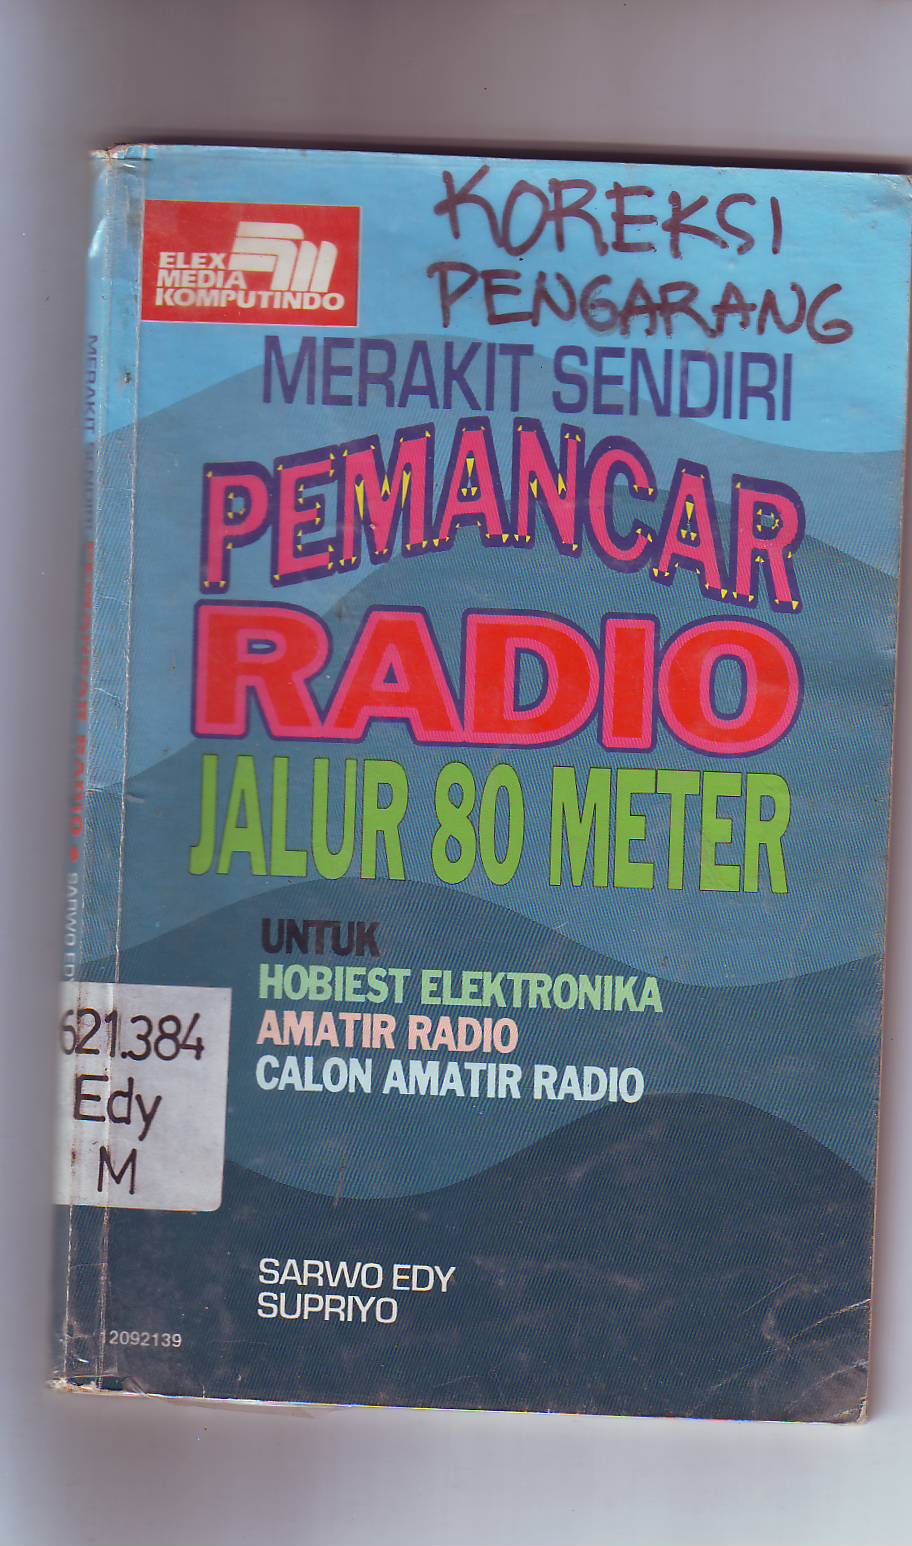 KOREKSI
PENGARANG
ELEX
MEDIA
KOMPUTINDO
MERAKIT SENDIRI
PEMANCAR
RADIO
JALUR 80 METER
UNTUK
HOBIEST ELEKTRONIKA
AMATIR RADIO
CALON AMATIR RADIO
621.384
Edy
M
SARWO EDY
SUPRIYO
12092139